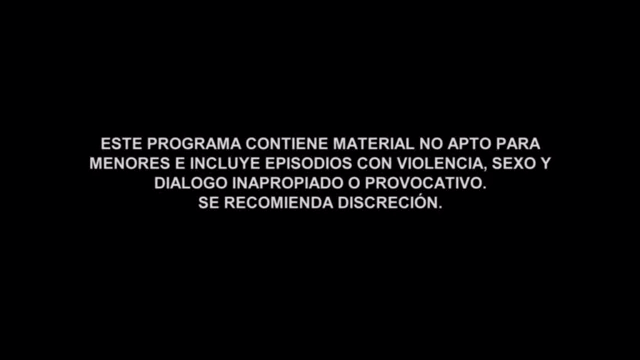 ESTE PROGRAMA CONTIENE MATERIAL NO APTO PARA
MENORES E INCLUYE EPISODIOS CON VIOLENCIA, SEXO Y
DIALOGO INAPROPIADO O PROVOCATIVO.
SE RECOMIENDA DISCRECIÓN.